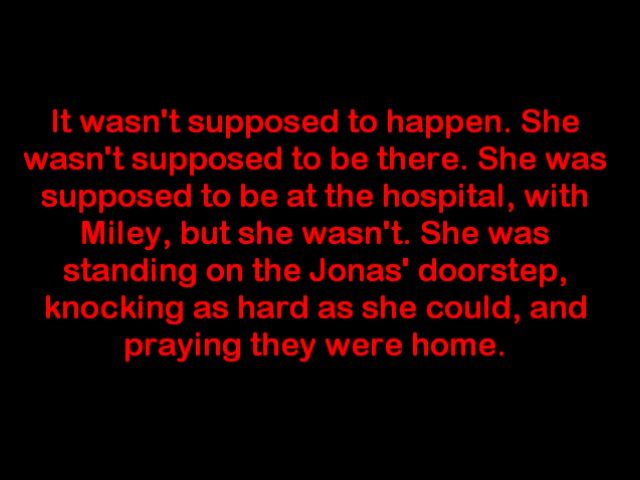 It wasn't supposed to happen. She
wasn't supposed to be there. She was
supposed to be at the hospital, with
Miley, but she wasn't. She was
standing on the Jonas' doorstep,
knocking as hard as she could, and
praying they were home.